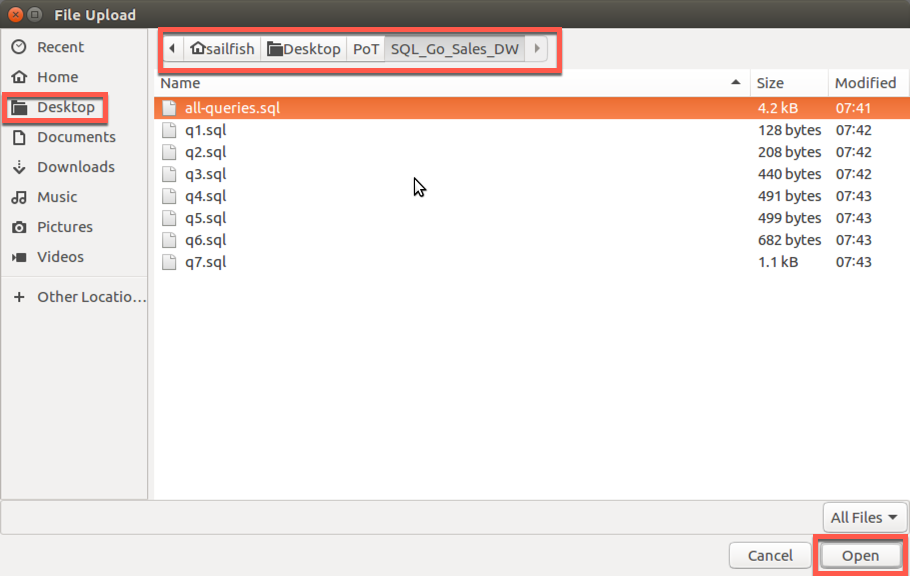 File Upload
Recent
Home
Desktop
Documents
Downloads
Music
Pictures
Videos
Other Locatio...
sailfish Desktop PoT SQL_Go_Sales_DW
Name Size Modified
all-queries.sql 4.2 kB 07:41
q1.sql 128 bytes 07:42
q2.sql 208 bytes 07:42
q3.sql 440 bytes 07:42
q4.sql 491 bytes 07:43
q5.sql 499 bytes 07:43
q6.sql 682 bytes 07:43
q7.sql 1.1 kB 07:43
All Files
Cancel Open